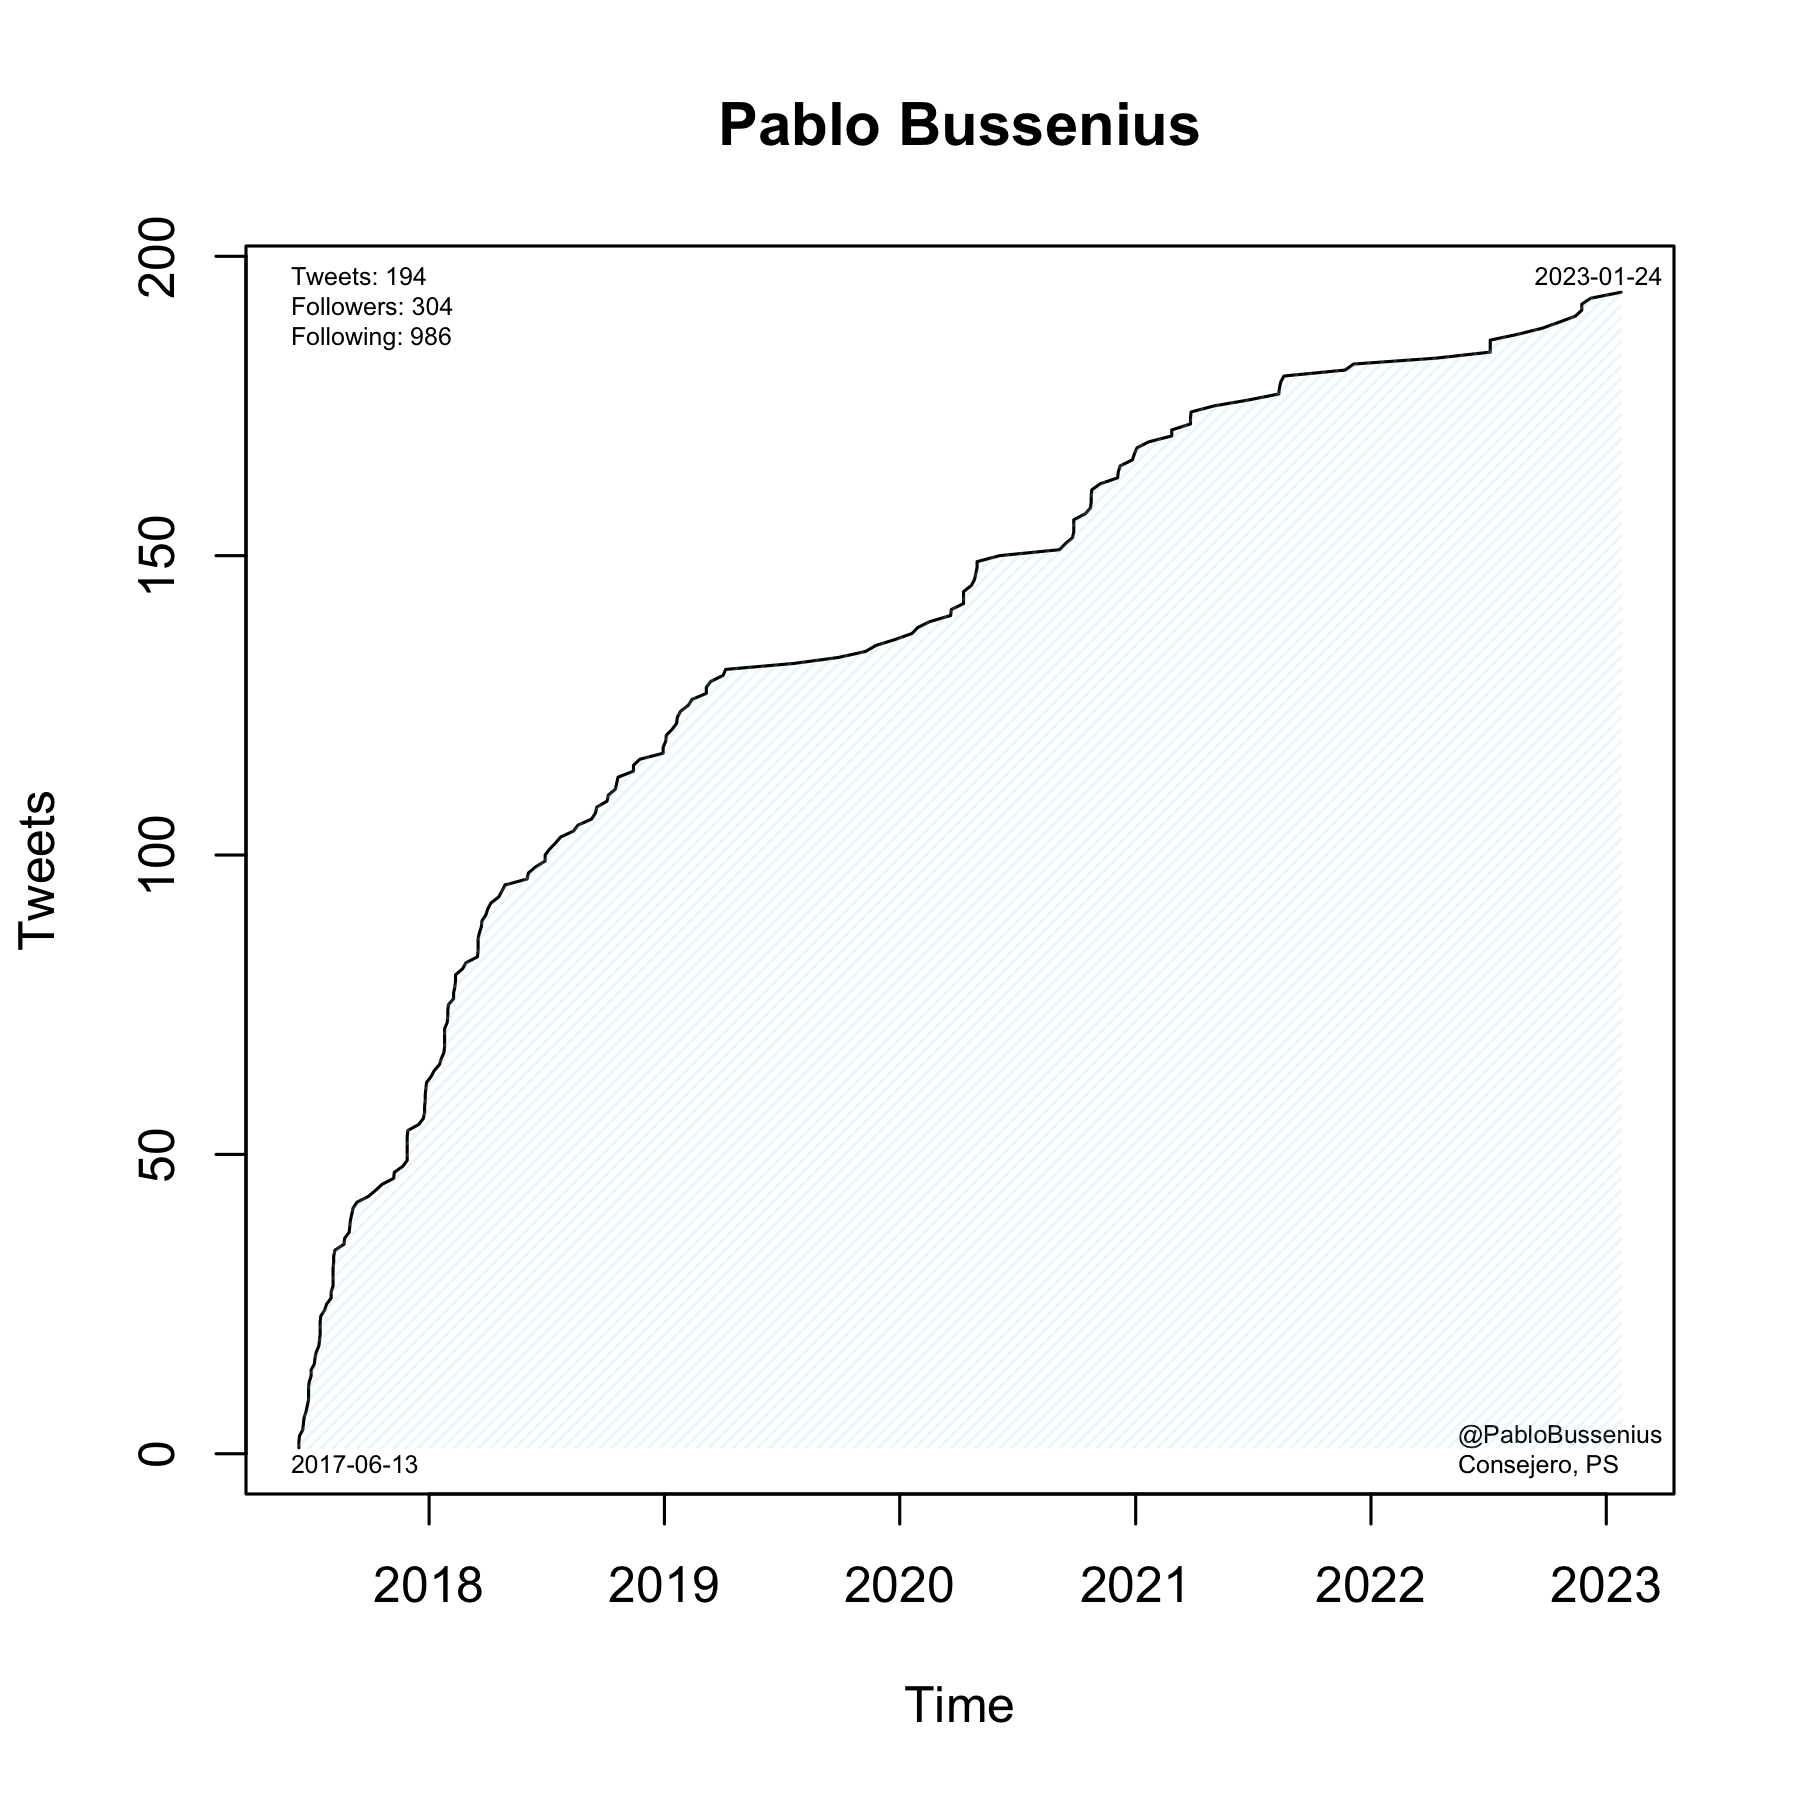 Pablo Bussenius
Tweets
200
150
100
50
0
Tweets: 194
Followers: 304
Following: 986
2023-01-24
2017-06-13
@PabloBussenius
Consejero, PS
2018 2019 2020 2021 2022 2023
Time